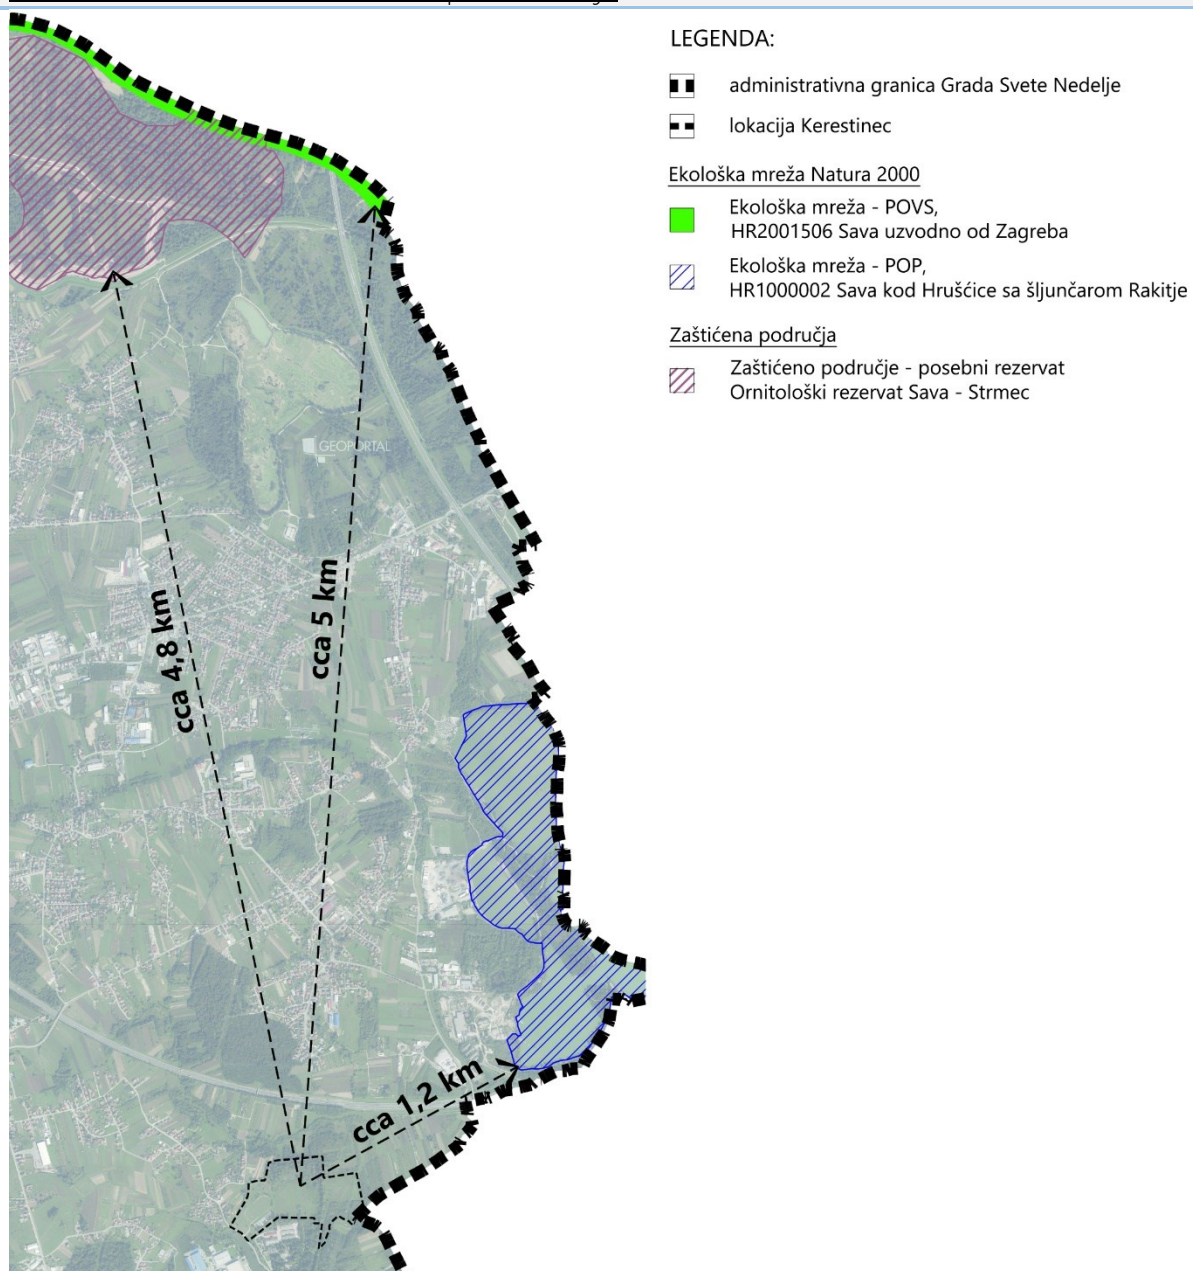 LEGENDA:
administrativna granica Grada Svete Nedelje
lokacija Kerestinec
Ekološka mreža Natura 2000
Ekološka mreža - POVS,
HR2001506 Sava uzvodno od Zagreba
Ekološka mreža - POP,
HR1000002 Sava kod Hrušćice sa šljunčarom Rakitje
Zaštićena područja
Zaštićeno područje - posebni rezervat
Ornitološki rezervat Sava - Strmec
GEOPORTAL
cca 4,8 km
cca 5 km
cca 1,2 km